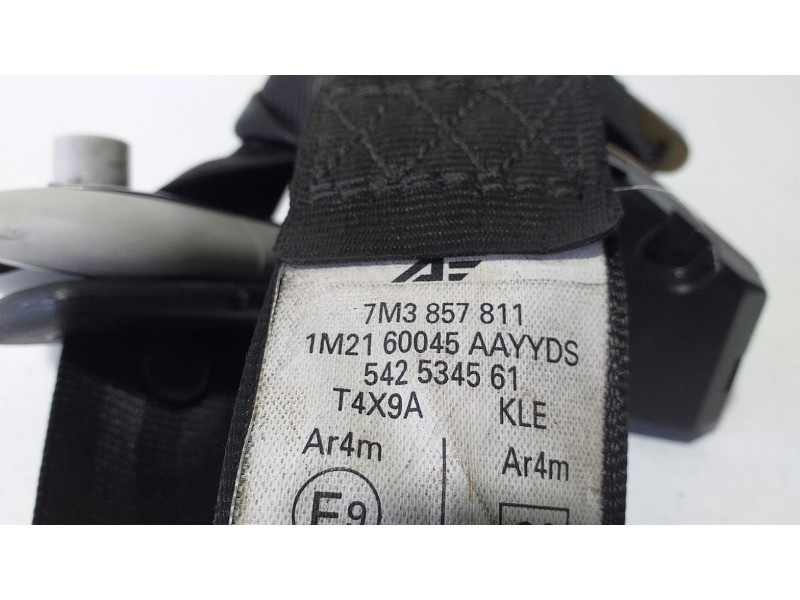 7M3 857 811
1M21 60045 AAYYDS
542 5345 61
T4X9A KLE
Ar4m Ar4m
E9